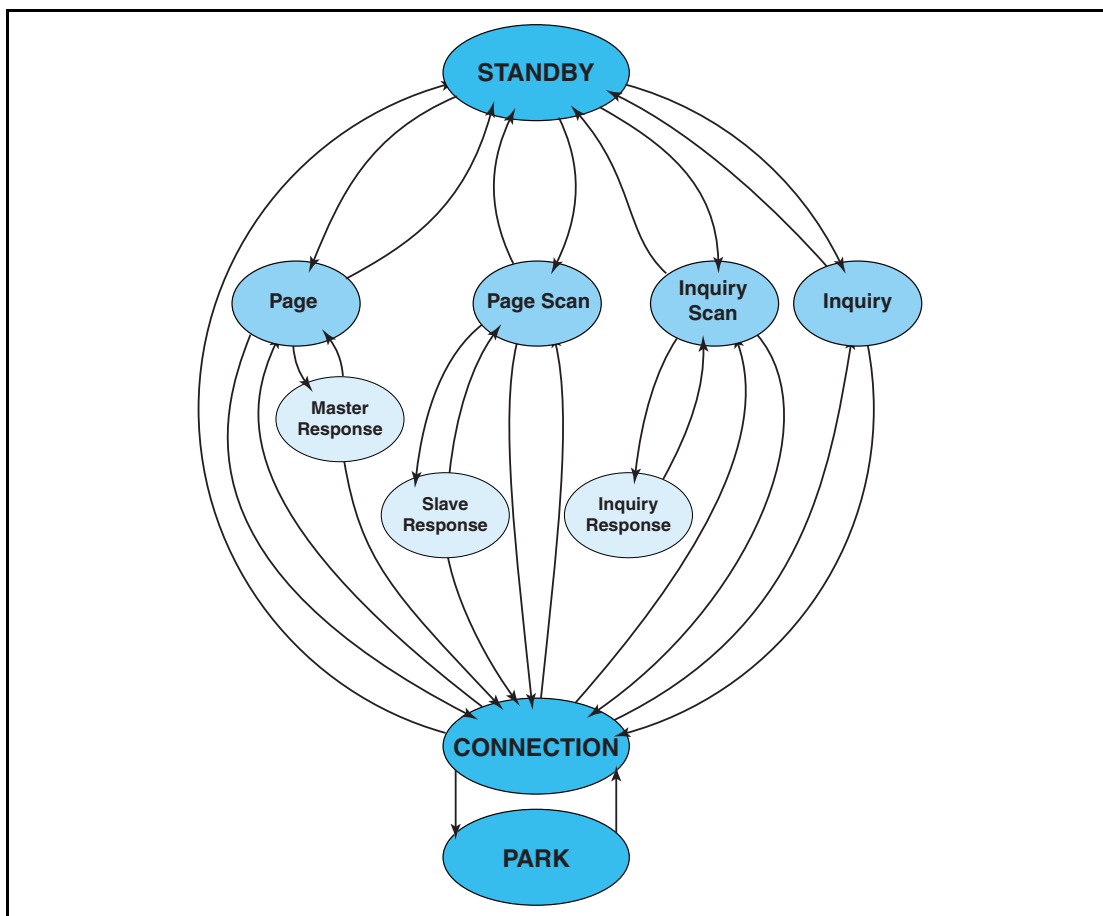 STANDBY
Page
Page Scan
Inquiry
Scan
Inquiry
Master
Response
Slave
Response
Inquiry
Response
CONNECTION
PARK